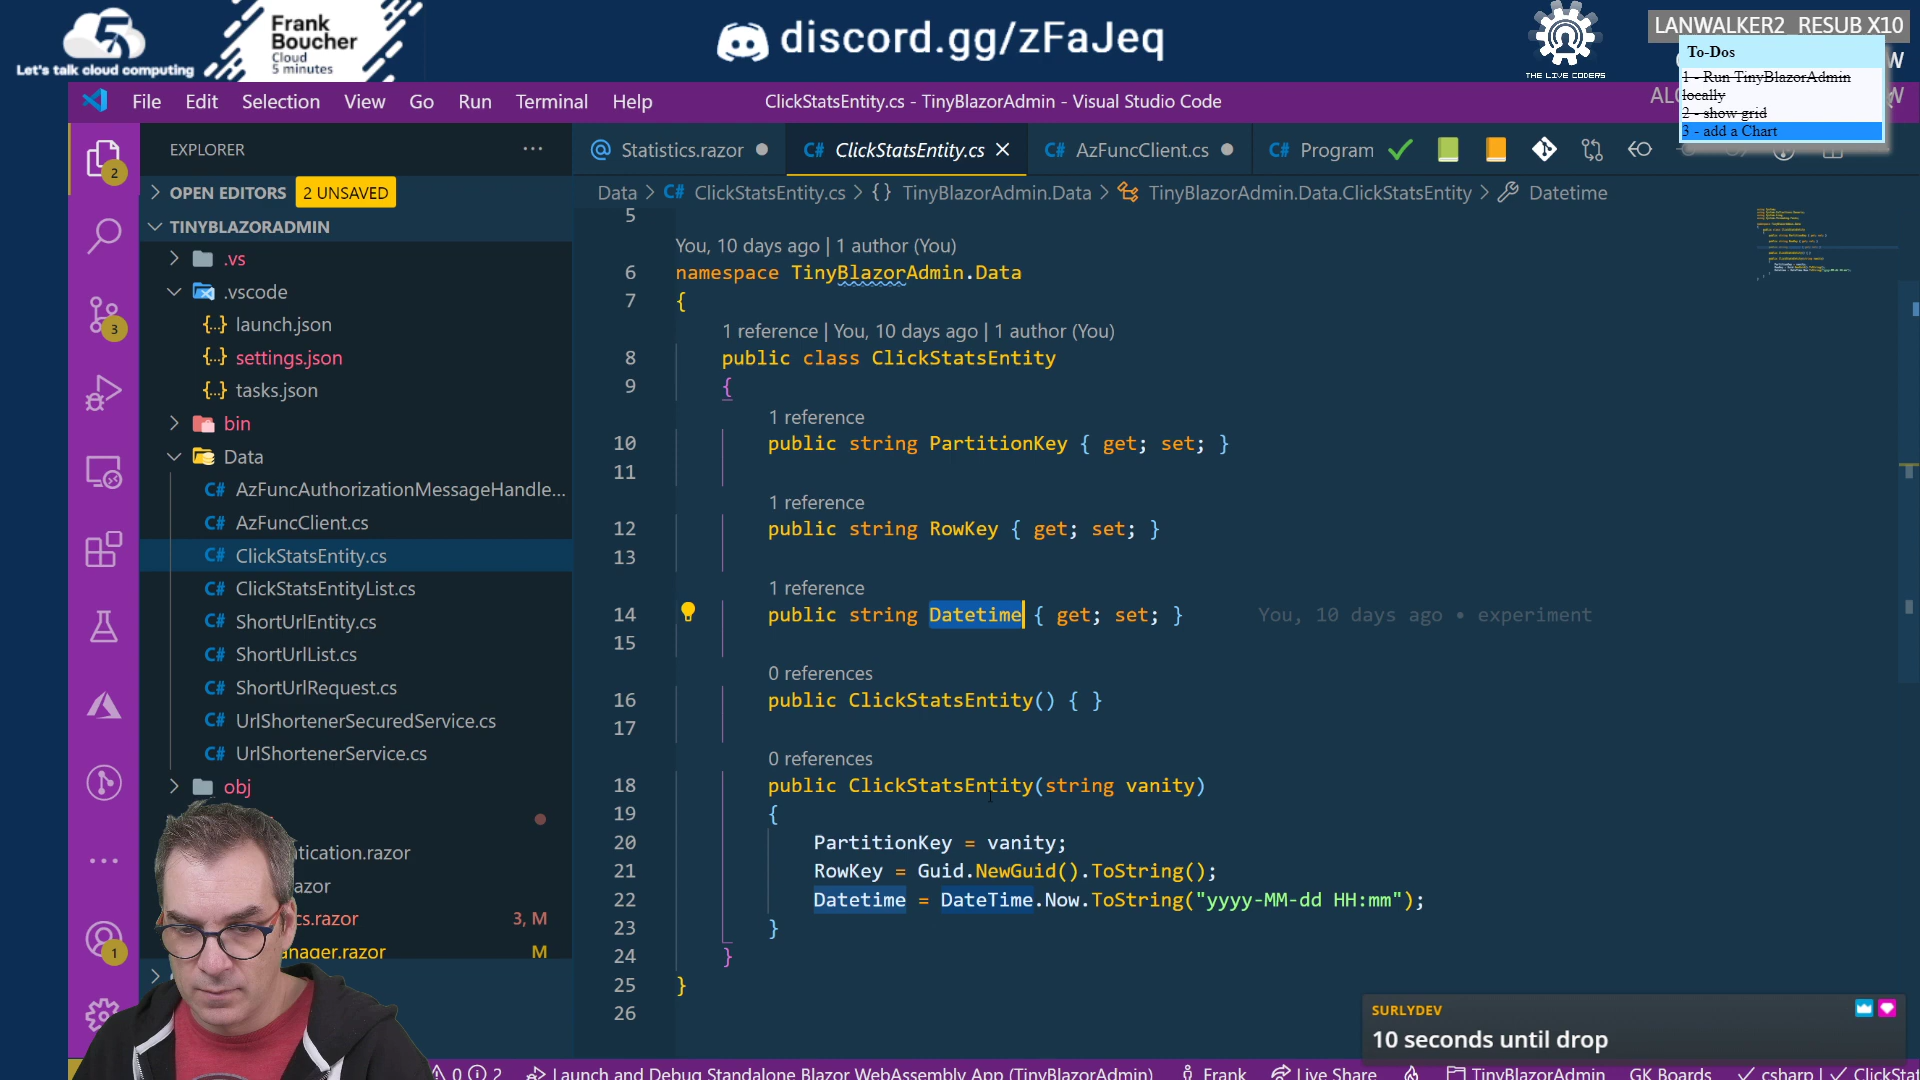 Let's talk cloud computing
Frank
Boucher
Cloud
5 minutes
discord.gg/zFaJeq
THE LIVE CODERS
LANWALKER2 RESUB X10
To-Dos
1 - Run TinyBlazorAdmin
locally
2 - show grid
3 - add a Chart
File Edit Selection View Go Run Terminal Help
ClickStatsEntity.cs - TinyBlazorAdmin - Visual Studio Code
EXPLORER
Statistics.razor
ClickStatsEntity.cs
AzFuncClient.cs
Program
OPEN EDITORS 2 UNSAVED
TINYBLAZORADMIN
.vs
.vscode
launch.json
settings.json
tasks.json
bin
Data
AzFuncAuthorizationMessageHandle...
AzFuncClient.cs
ClickStatsEntity.cs
ClickStatsEntityList.cs
ShortUrlEntity.cs
ShortUrlList.cs
ShortUrlRequest.cs
UrlShortenerSecuredService.cs
UrlShortenerService.cs
obj
tication.razor
azor
cs.razor 3, M
anager.razor M
2
3
1
Data > ClickStatsEntity.cs > {} TinyBlazorAdmin.Data > TinyBlazorAdmin.Data.ClickStatsEntity > Datetime
5
You, 10 days ago | 1 author (You)
6 namespace TinyBlazorAdmin.Data
7 {
1 reference | You, 10 days ago | 1 author (You)
8 public class ClickStatsEntity
9 {
1 reference
10 public string PartitionKey { get; set; }
11
1 reference
12 public string RowKey { get; set; }
13
1 reference
14 public string Datetime { get; set; } You, 10 days ago • experiment
15
0 references
16 public ClickStatsEntity() { }
17
0 references
18 public ClickStatsEntity(string vanity)
19 {
20 PartitionKey = vanity;
21 RowKey = Guid.NewGuid().ToString();
22 Datetime = DateTime.Now.ToString("yyyy-MM-dd HH:mm");
23 }
24 }
25 }
26
SURLYDEV
10 seconds until drop
0 2 Launch and Debug Standalone Blazor WebAssembly App (TinyBlazorAdmin) Frank Live Share TinyBlazorAdmin GK Boards csharp | ClickStat